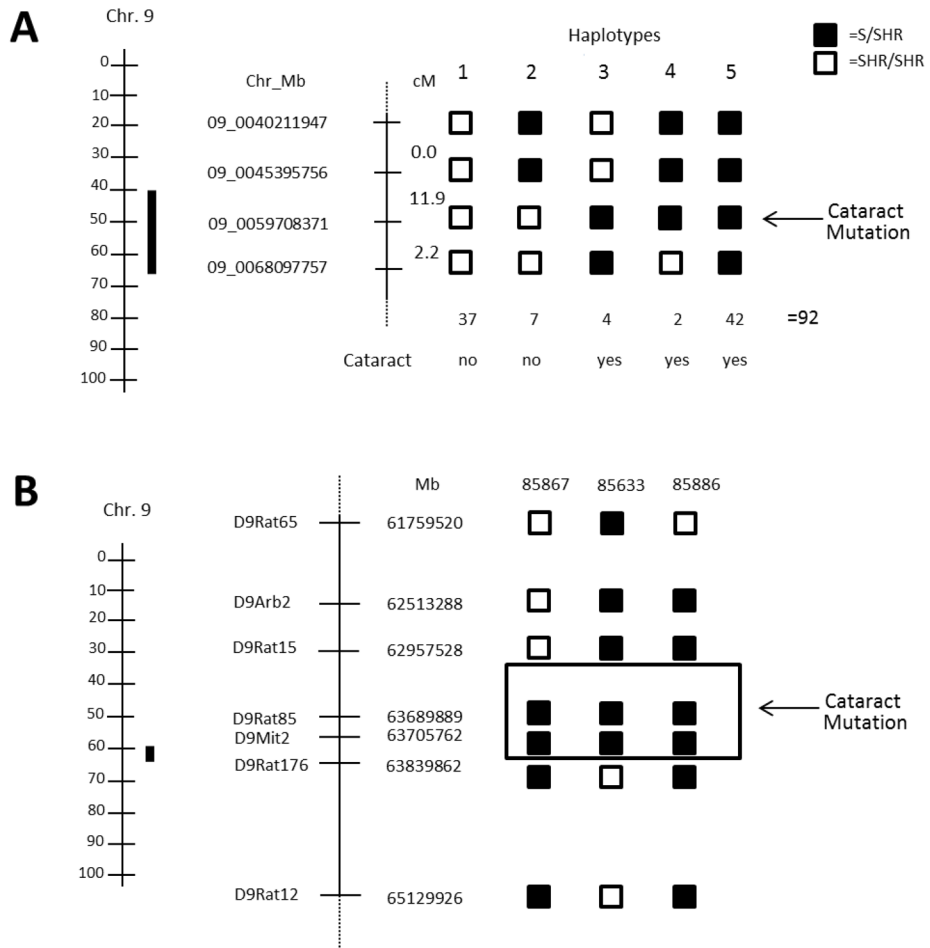 A
Chr. 9
Haplotypes
=S/SHR
=SHR/SHR
Chr_Mb
cM
1 2 3 4 5
0
10
20
30
40
50
60
70
80
90
100
09_0040211947
0.0
09_0045395756
11.9
09_0059708371
2.2
09_0068097757
Cataract
Mutation
37 7 4 2 42 =92
Cataract no no yes yes yes
B
Chr. 9
Mb 85867 85633 85886
0
10
20
30
40
50
60
70
80
90
100
D9Rat65 61759520
D9Arb2 62513288
D9Rat15 62957528
D9Rat85 63689889
D9Mit2 63705762
D9Rat176 63839862
D9Rat12 65129926
Cataract
Mutation